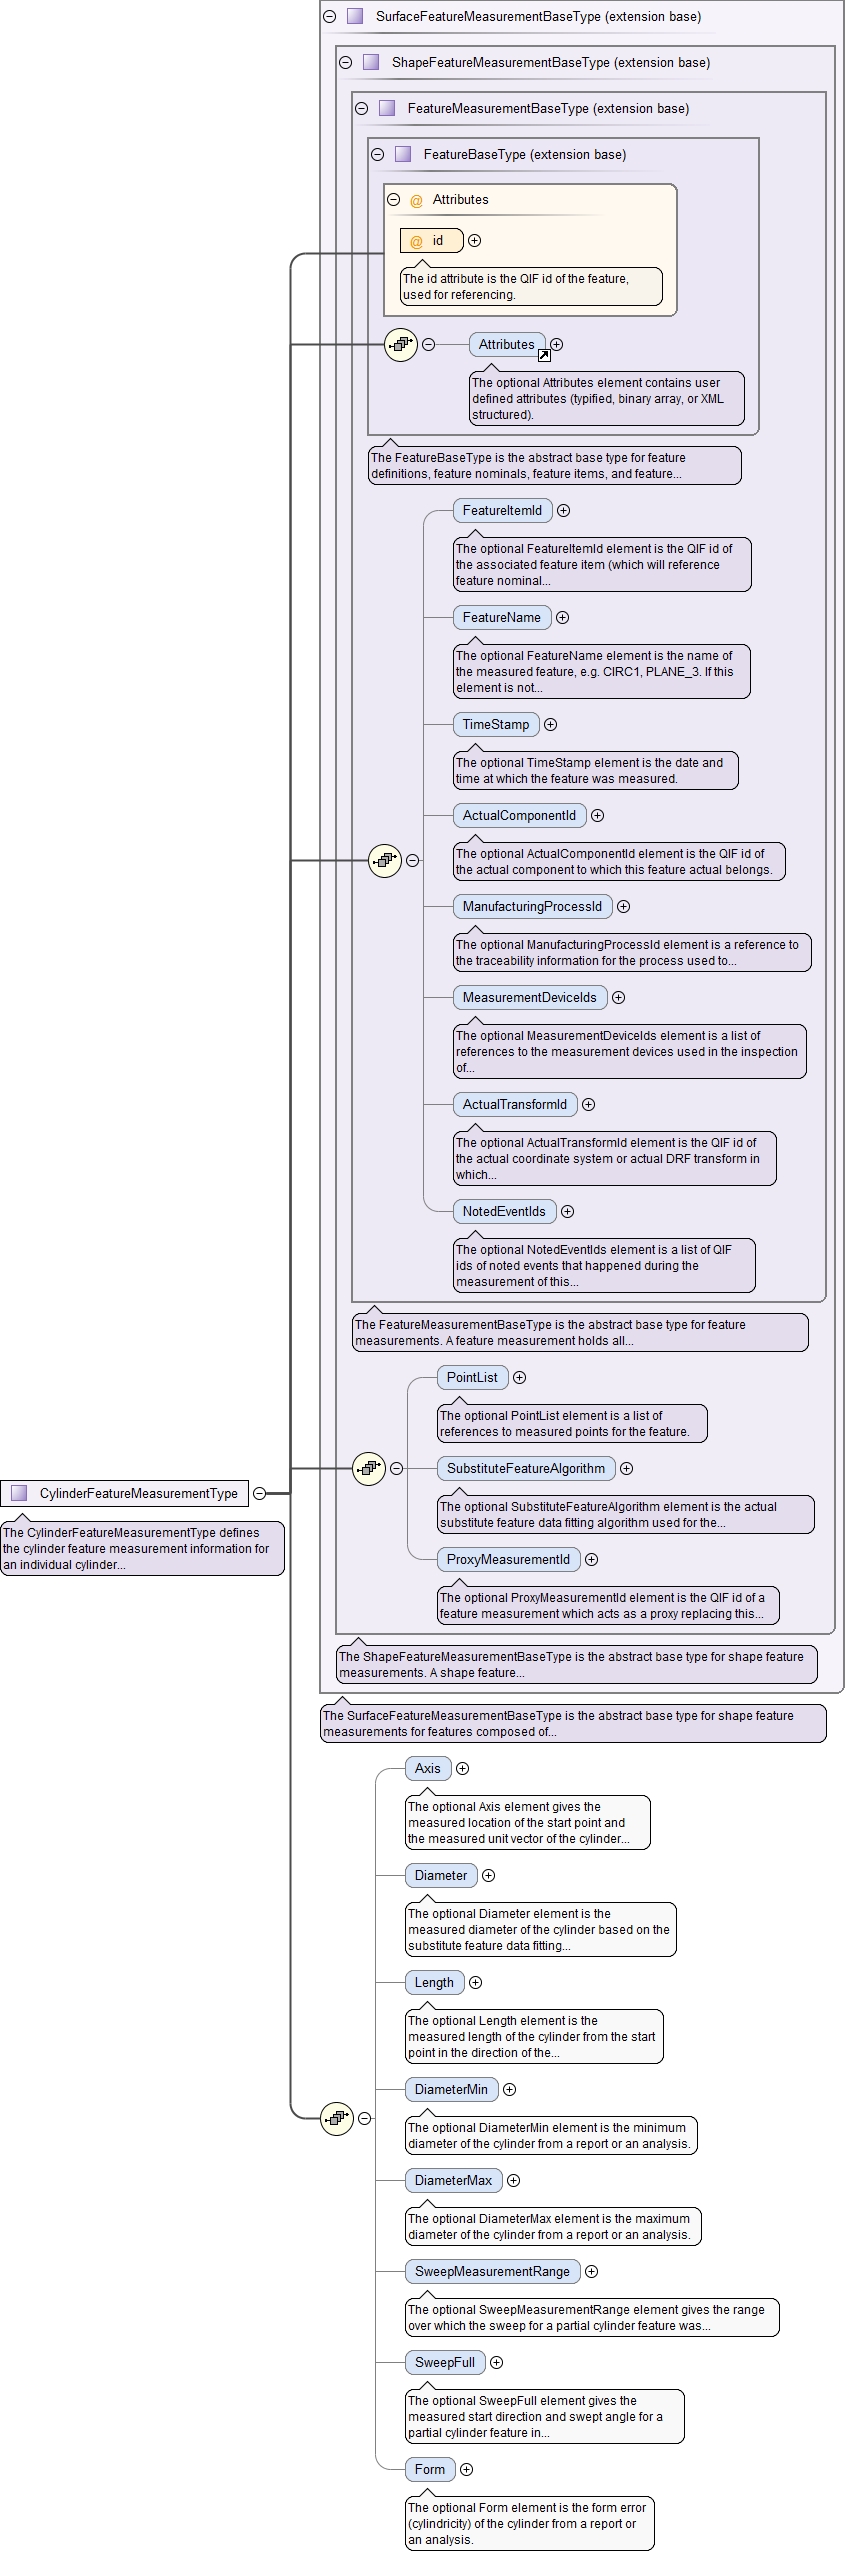 SurfaceFeatureMeasurementBaseType (extension base)
ShapeFeatureMeasurementBaseType (extension base)
FeatureMeasurementBaseType (extension base)
FeatureBaseType (extension base)
@ Attributes
@ id
The id attribute is the QIF id of the feature,
used for referencing.
Attributes
The optional Attributes element contains user
defined attributes (typified, binary array, or XML
structured).
The FeatureBaseType is the abstract base type for feature
definitions, feature nominals, feature items, and feature...
FeatureItemId
The optional FeatureItemId element is the QIF id of
the associated feature item (which will reference
feature nominal...
FeatureName
The optional FeatureName element is the name of
the measured feature, e.g. CIRC1, PLANE_3. If this
element is not...
TimeStamp
The optional TimeStamp element is the date and
time at which the feature was measured.
ActualComponentId
The optional ActualComponentId element is the QIF id of
the actual component to which this feature actual belongs.
ManufacturingProcessId
The optional ManufacturingProcessId element is a reference to
the traceability information for the process used to...
MeasurementDeviceIds
The optional MeasurementDeviceIds element is a list of
references to the measurement devices used in the inspection
of...
ActualTransformId
The optional ActualTransformId element is the QIF id of
the actual coordinate system or actual DRF transform in
which...
NotedEventIds
The optional NotedEventIds element is a list of QIF
ids of noted events that happened during the
measurement of this...
The FeatureMeasurementBaseType is the abstract base type for feature
measurements. A feature measurement holds all...
PointList
The optional PointList element is a list of
references to measured points for the feature.
SubstituteFeatureAlgorithm
The optional SubstituteFeatureAlgorithm element is the actual
substitute feature data fitting algorithm used for the...
ProxyMeasurementId
The optional ProxyMeasurementId element is the QIF id of a
feature measurement which acts as a proxy replacing this...
The ShapeFeatureMeasurementBaseType is the abstract base type for shape feature
measurements. A shape feature...
The SurfaceFeatureMeasurementBaseType is the abstract base type for shape feature
measurements for features composed of...
CylinderFeatureMeasurementType
The CylinderFeatureMeasurementType defines
the cylinder feature measurement information for
an individual cylinder...
Axis
The optional Axis element gives the
measured location of the start point and
the measured unit vector of the cylinder...
Diameter
The optional Diameter element is the
measured diameter of the cylinder based on the
substitute feature data fitting...
Length
The optional Length element is the
measured length of the cylinder from the start
point in the direction of the...
DiameterMin
The optional DiameterMin element is the minimum
diameter of the cylinder from a report or an analysis.
DiameterMax
The optional DiameterMax element is the maximum
diameter of the cylinder from a report or an analysis.
SweepMeasurementRange
The optional SweepMeasurementRange element gives the range
over which the sweep for a partial cylinder feature was...
SweepFull
The optional SweepFull element gives the
measured start direction and swept angle for a
partial cylinder feature in...
Form
The optional Form element is the form error
(cylindricity) of the cylinder from a report or
an analysis.